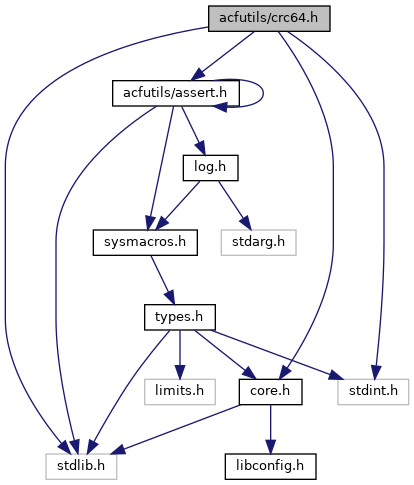 acfutils/crc64.h
acfutils/assert.h
log.h
sysmacros.h
stdarg.h
types.h
limits.h
core.h
stdint.h
stdlib.h
libconfig.h